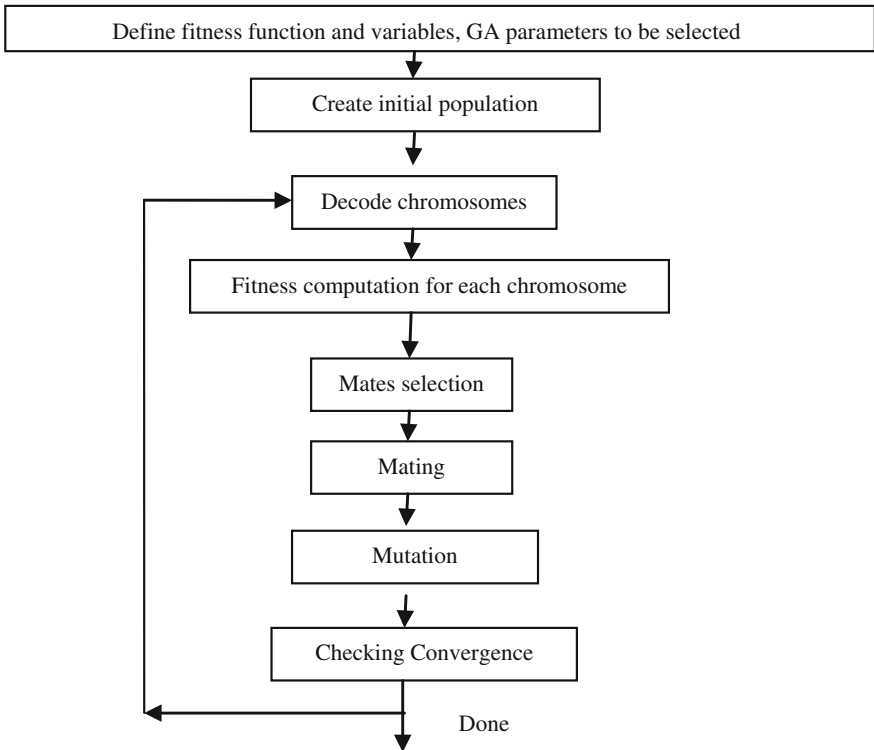 Define fitness function and variables, GA parameters to be selected
Create initial population
Decode chromosomes
Fitness computation for each chromosome
Mates selection
Mating
Mutation
Checking Convergence
Done